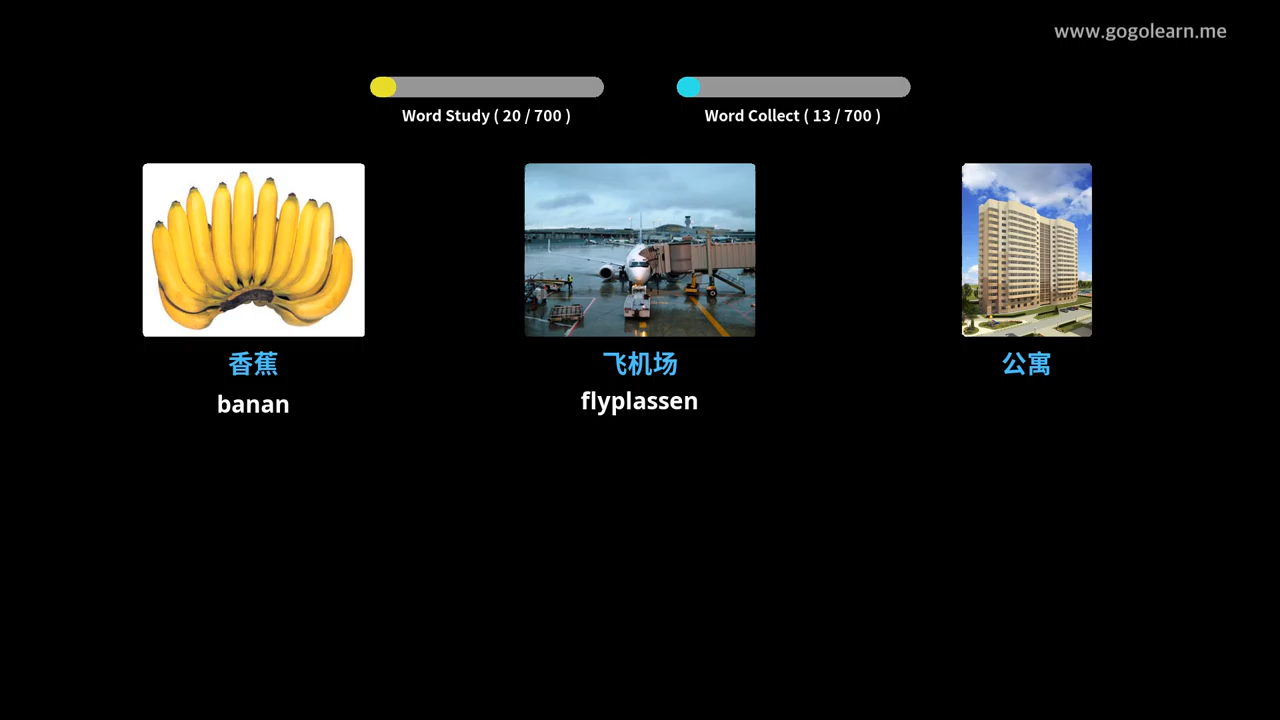 www.gogolearn.me
Word Study ( 20 / 700 )
Word Collect ( 13 / 700 )
香蕉
飞机场
公寓
banan
flyplassen